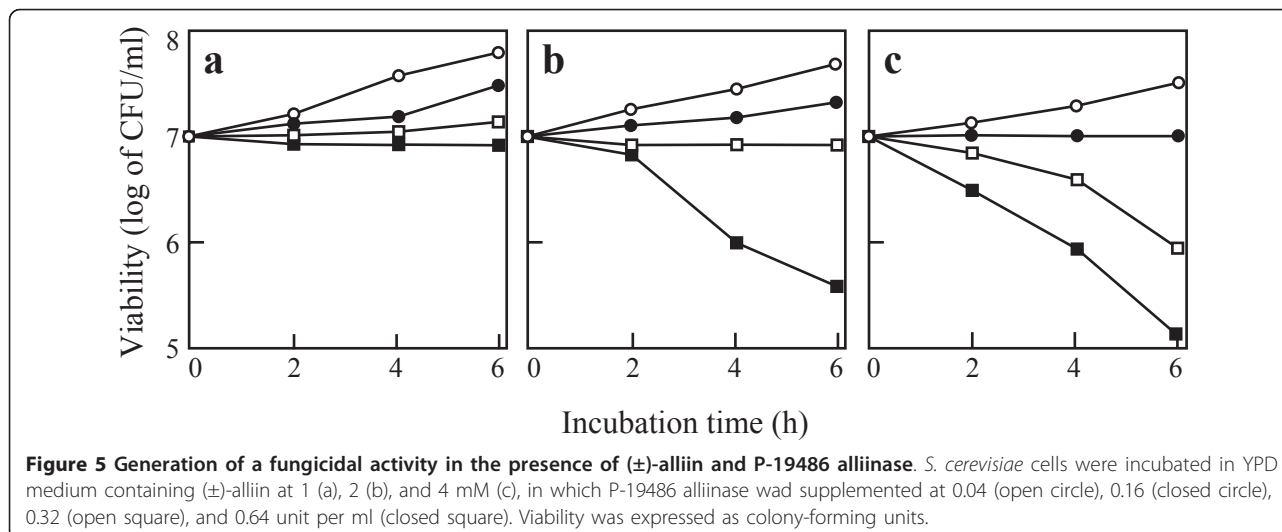 a b c
Viability (log of CFU/ml)
8
7
6
5
0 2 4 6 0 2 4 6 0 2 4 6
Incubation time (h)
Figure 5 Generation of a fungicidal activity in the presence of (±)-alliin and P-19486 alliinase. S. cerevisiae cells were incubated in YPD
medium containing (±)-alliin at 1 (a), 2 (b), and 4 mM (c), in which P-19486 alliinase wad supplemented at 0.04 (open circle), 0.16 (closed circle),
0.32 (open square), and 0.64 unit per ml (closed square). Viability was expressed as colony-forming units.